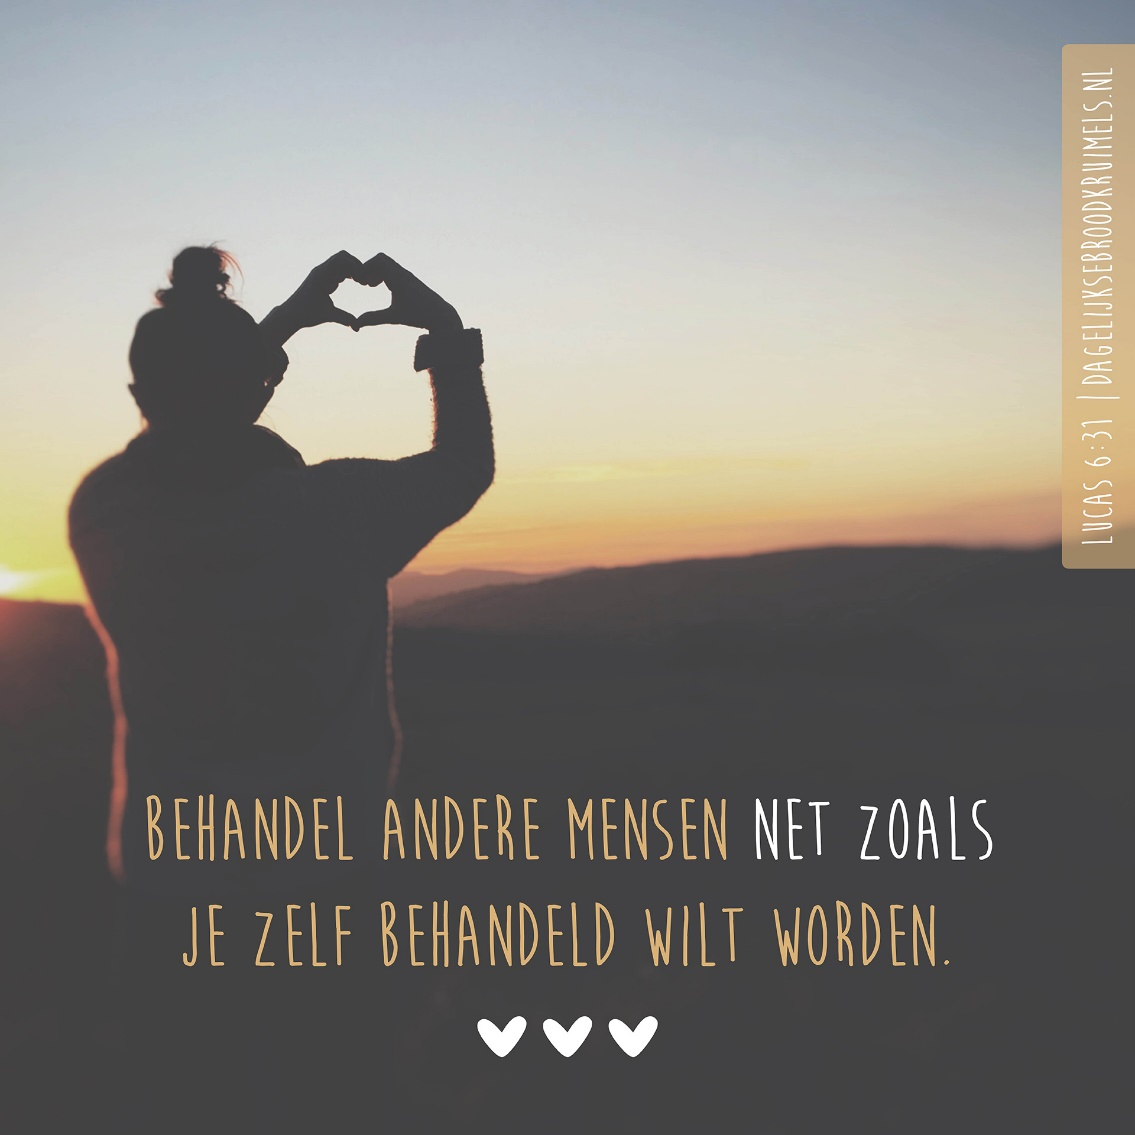 LUCAS 6:31 | DAGELIJKSEBROODKRUIMELS.NL
BEHANDEL ANDERE MENSEN NET ZOALS
JE ZELF BEHANDELD WILT WORDEN.